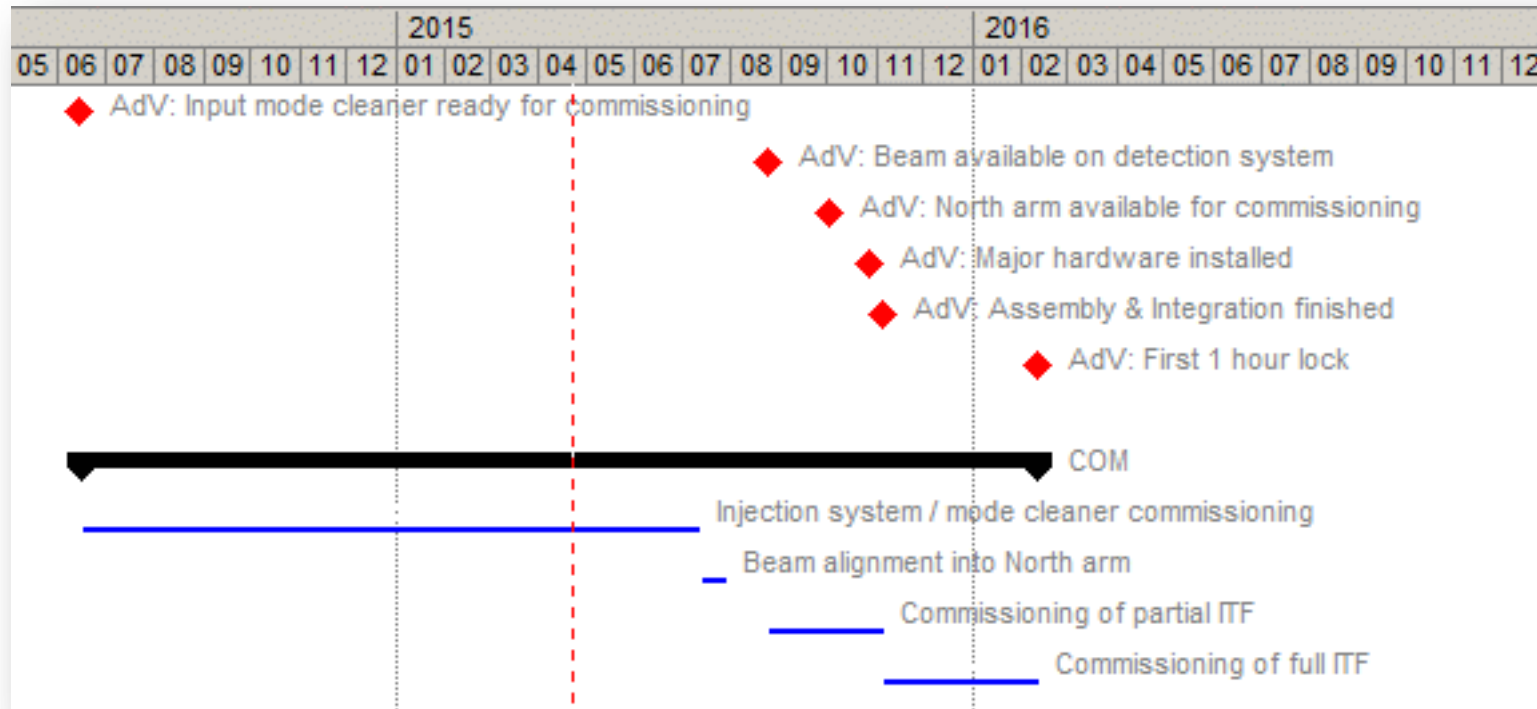 2015 2016
05 06 07 08 09 10 11 12 01 02 03 04 05 06 07 08 09 10 11 12 01 02 03 04 05 06 07 08 09 10 11 12
AdV: Input mode cleaner ready for commissioning
AdV: Beam available on detection system
AdV: North arm available for commissioning
AdV: Major hardware installed
AdV: Assembly & Integration finished
AdV: First 1 hour lock
COM
Injection system / mode cleaner commissioning
Beam alignment into North arm
Commissioning of partial ITF
Commissioning of full ITF